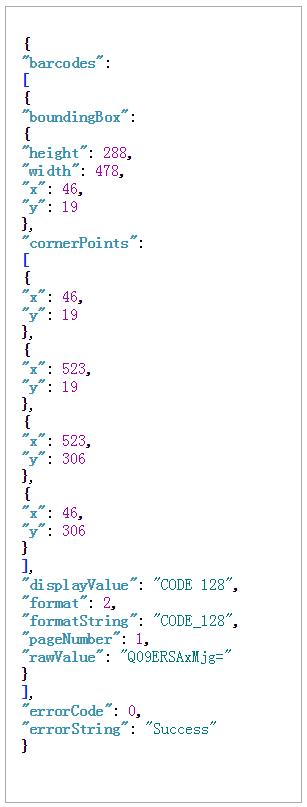 {
"barcodes":
[
{
"boundingBox":
{
"height": 288,
"width": 478,
"x": 46,
"y": 19
},
"cornerPoints":
[
{
"x": 46,
"y": 19
},
{
"x": 523,
"y": 19
},
{
"x": 523,
"y": 306
},
{
"x": 46,
"y": 306
}
],
"displayValue": "CODE 128",
"format": 2,
"formatString": "CODE_128",
"pageNumber": 1,
"rawValue": "Q09ERSAxMjg="
}
],
"errorCode": 0,
"errorString": "Success"
}